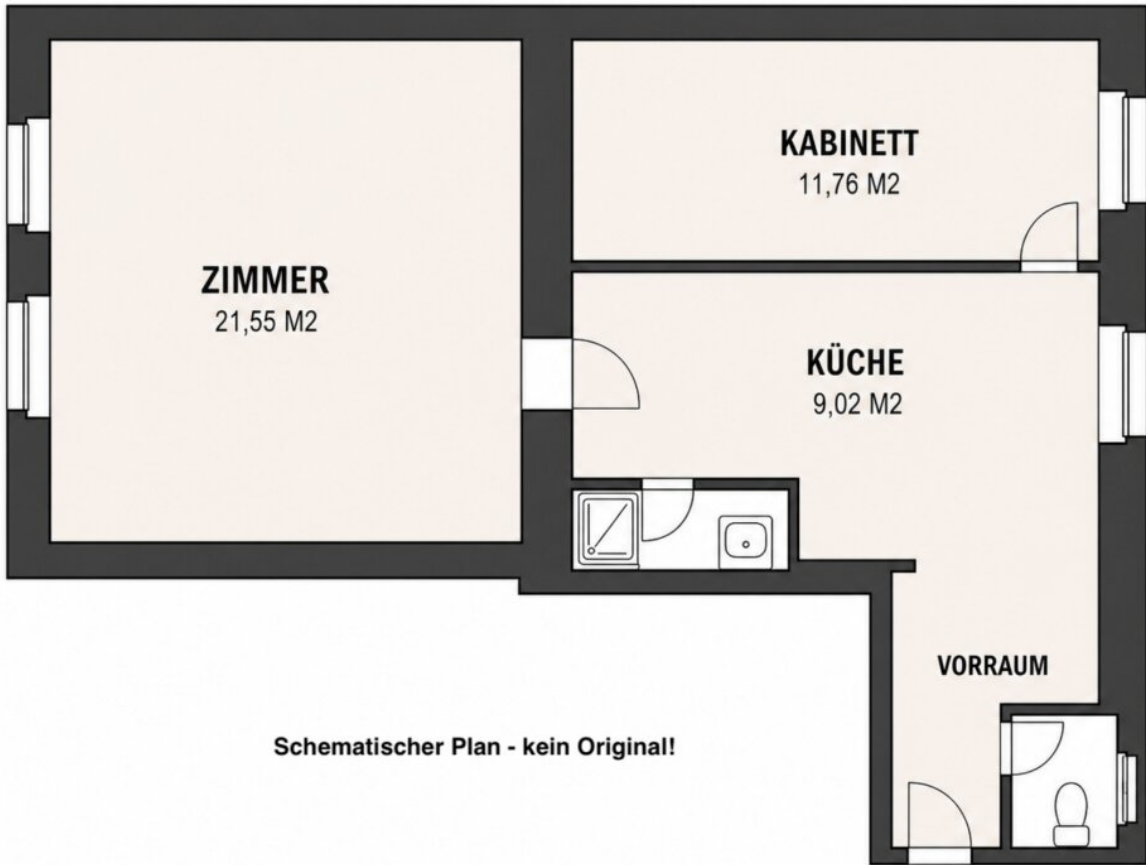 ZIMMER
21,55 M2
KABINETT
11,76 M2
KÜCHE
9,02 M2
VORRAUM
Schematischer Plan - kein Original!